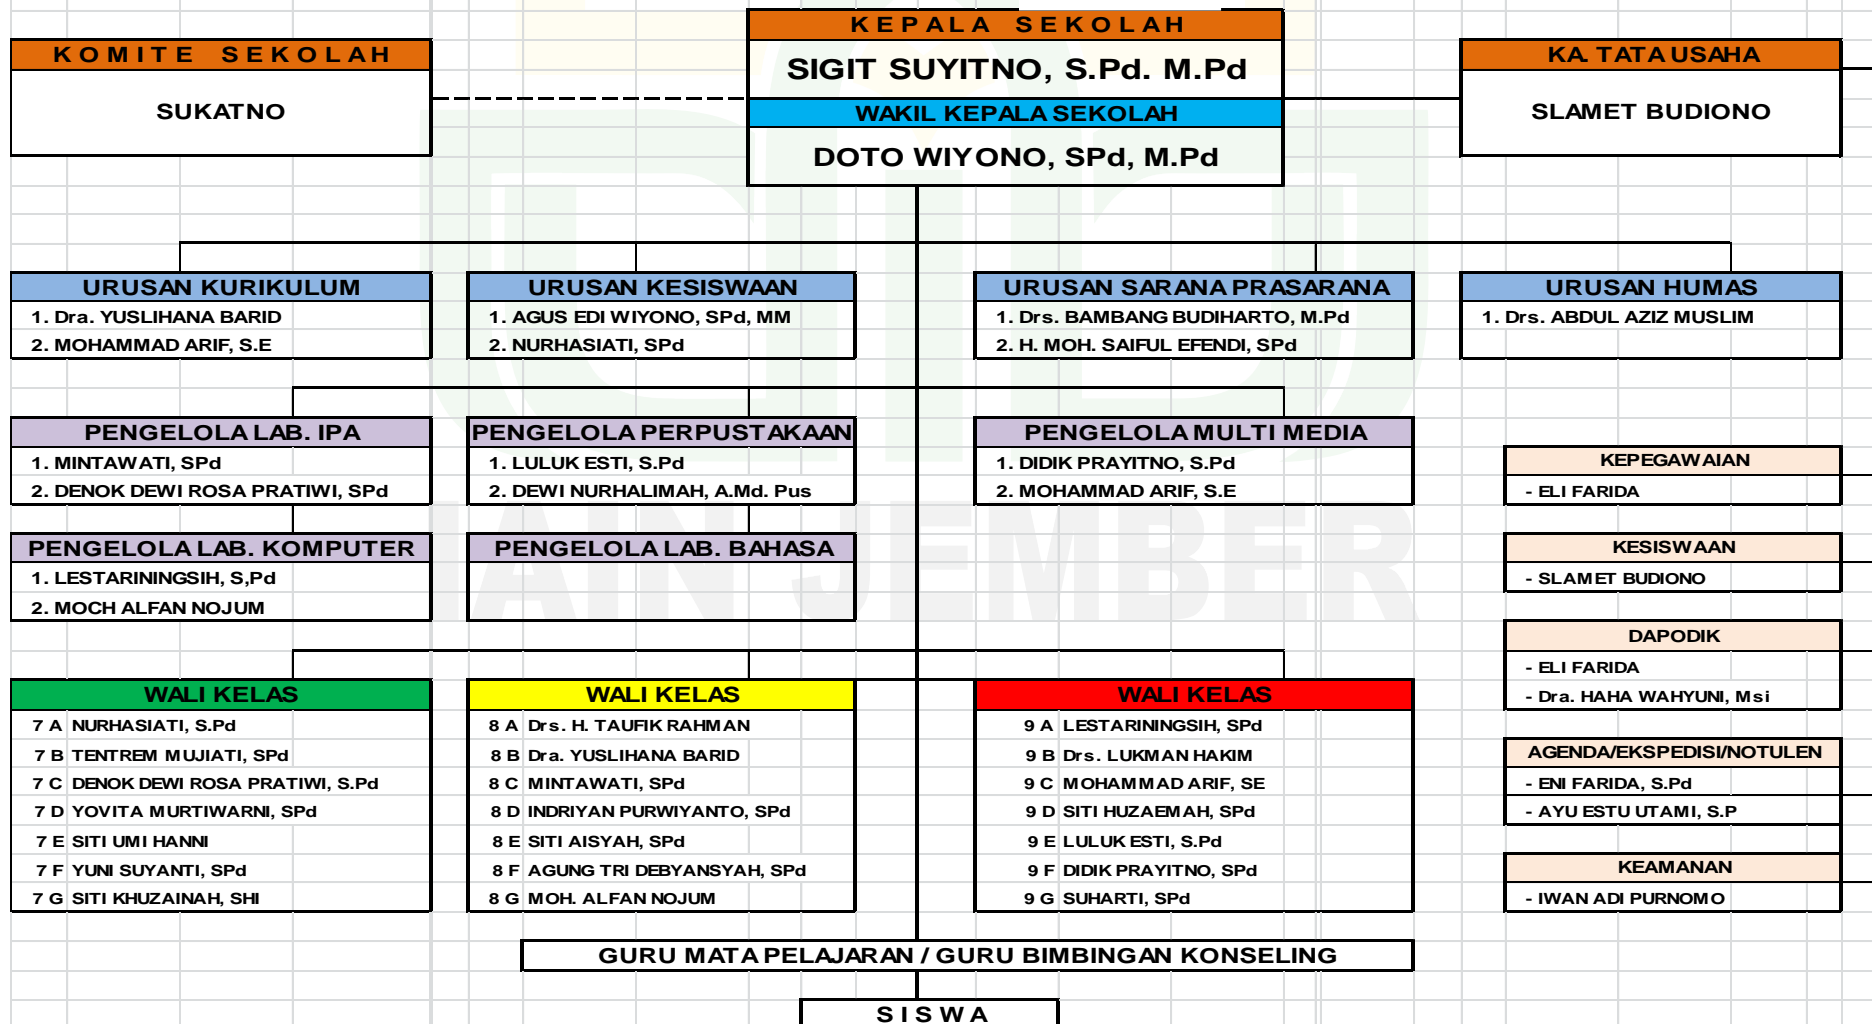 KEPALA SEKOLAH
SIGIT SUYITNO, S.Pd. M.Pd
WAKIL KEPALA SEKOLAH
DOTO WIYONO, SPd, M.Pd
KOMITE SEKOLAH
SUKATNO
KA. TATA USAHA
SLAMET BUDIONO
URUSAN KURIKULUM
1. Dra. YUSLIHANA BARID
2. MOHAMMAD ARIF, S.E
URUSAN KESISWAAN
1. AGUS EDI WIYONO, SPd, MM
2. NURHASIATI, SPd
URUSAN SARANA PRASARANA
1. Drs. BAMBANG BUDIHARTO, M.Pd
2. H. MOH. SAIFUL EFENDI, SPd
URUSAN HUMAS
1. Drs. ABDUL AZIZ MUSLIM
PENGELOLA LAB. IPA
1. MINTAWATI, SPd
2. DENOK DEWI ROSA PRATIWI, SPd
PENGELOLA PERPUSTAKAAN
1. LULUK ESTI, S.Pd
2. DEWI NURHALIMAH, A.Md. Pus
PENGELOLA MULTI MEDIA
1. DIDIK PRAYITNO, S.Pd
2. MOHAMMAD ARIF, S.E
PENGELOLA LAB. KOMPUTER
1. LESTARININGSIH, S,Pd
2. MOCH ALFAN NOJUM
PENGELOLA LAB. BAHASA
IAIN JEMBER
KEPEGAWAIAN
- ELI FARIDA
KESISWAAN
- SLAMET BUDIONO
DAPODIK
- ELI FARIDA
- Dra. HAHA WAHYUNI, Msi
AGENDA/EKSPEDISI/NOTULEN
- ENI FARIDA, S.Pd
- AYU ESTU UTAMI, S.P
KEAMANAN
- IWAN ADI PURNOMO
WALI KELAS
7 A NURHASIATI, S.Pd
7 B TENTREM MUJIATI, SPd
7 C DENOK DEWI ROSA PRATIWI, S.Pd
7 D YOVITA MURTIWARNI, SPd
7 E SITI UMI HANNI
7 F YUNI SUYANTI, SPd
7 G SITI KHUZAINAH, SHI
WALI KELAS
8 A Drs. H. TAUFIK RAHMAN
8 B Dra. YUSLIHANA BARID
8 C MINTAWATI, SPd
8 D INDRIYAN PURWIYANTO, SPd
8 E SITI AISYAH, SPd
8 F AGUNG TRI DEBYANSYAH, SPd
8 G MOH. ALFAN NOJUM
WALI KELAS
9 A LESTARININGSIH, SPd
9 B Drs. LUKMAN HAKIM
9 C MOHAMMAD ARIF, SE
9 D SITI HUZAEMAH, SPd
9 E LULUK ESTI, S.Pd
9 F DIDIK PRAYITNO, SPd
9 G SUHARTI, SPd
GURU MATA PELAJARAN / GURU BIMBINGAN KONSELING
SISWA